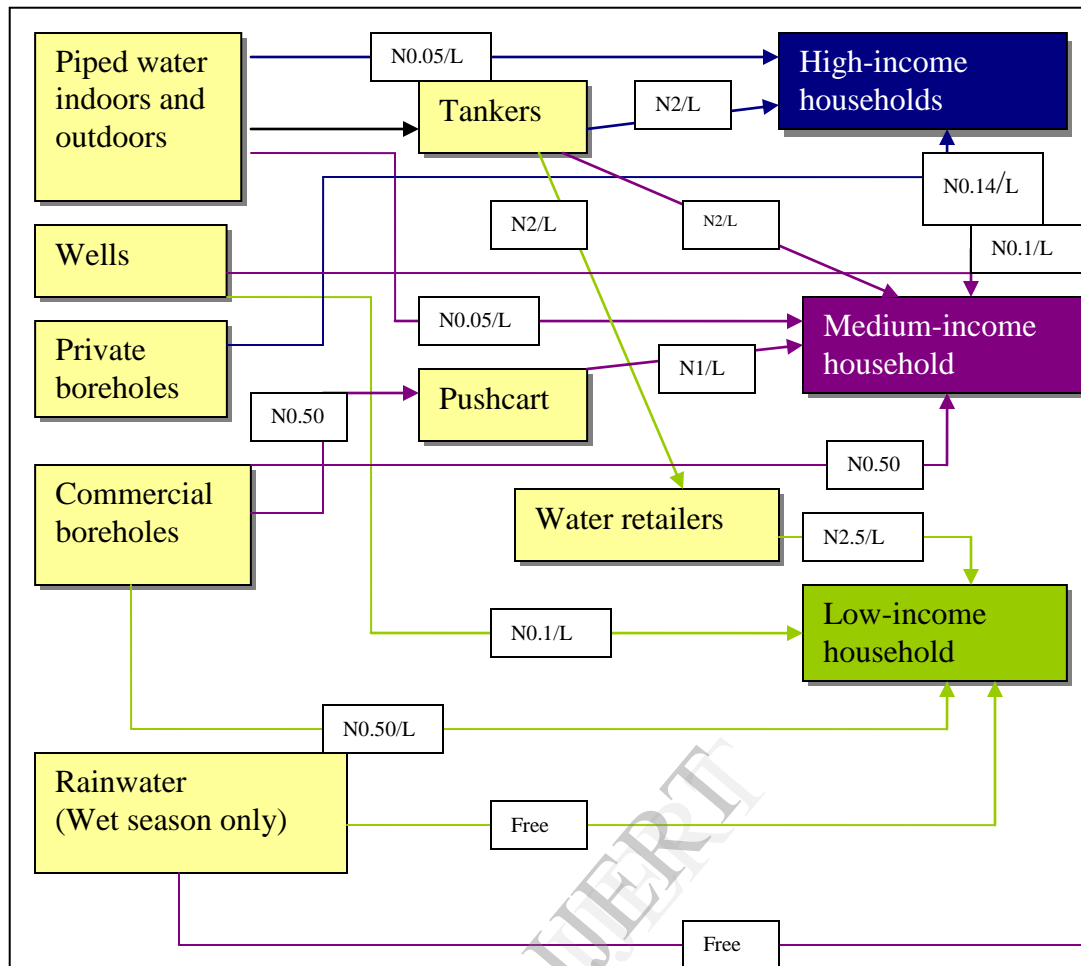 Piped water
indoors and
outdoors
N0.05/L
Tankers
N2/L
High-income
households
N0.14/L
N2/L
N2/L
N0.1/L
Wells
N0.05/L
Medium-income
household
Private
boreholes
N1/L
Pushcart
N0.50
N0.50
Commercial
boreholes
Water retailers
N2.5/L
Low-income
household
N0.1/L
N0.50/L
Rainwater
(Wet season only)
Free
Free
IJERT